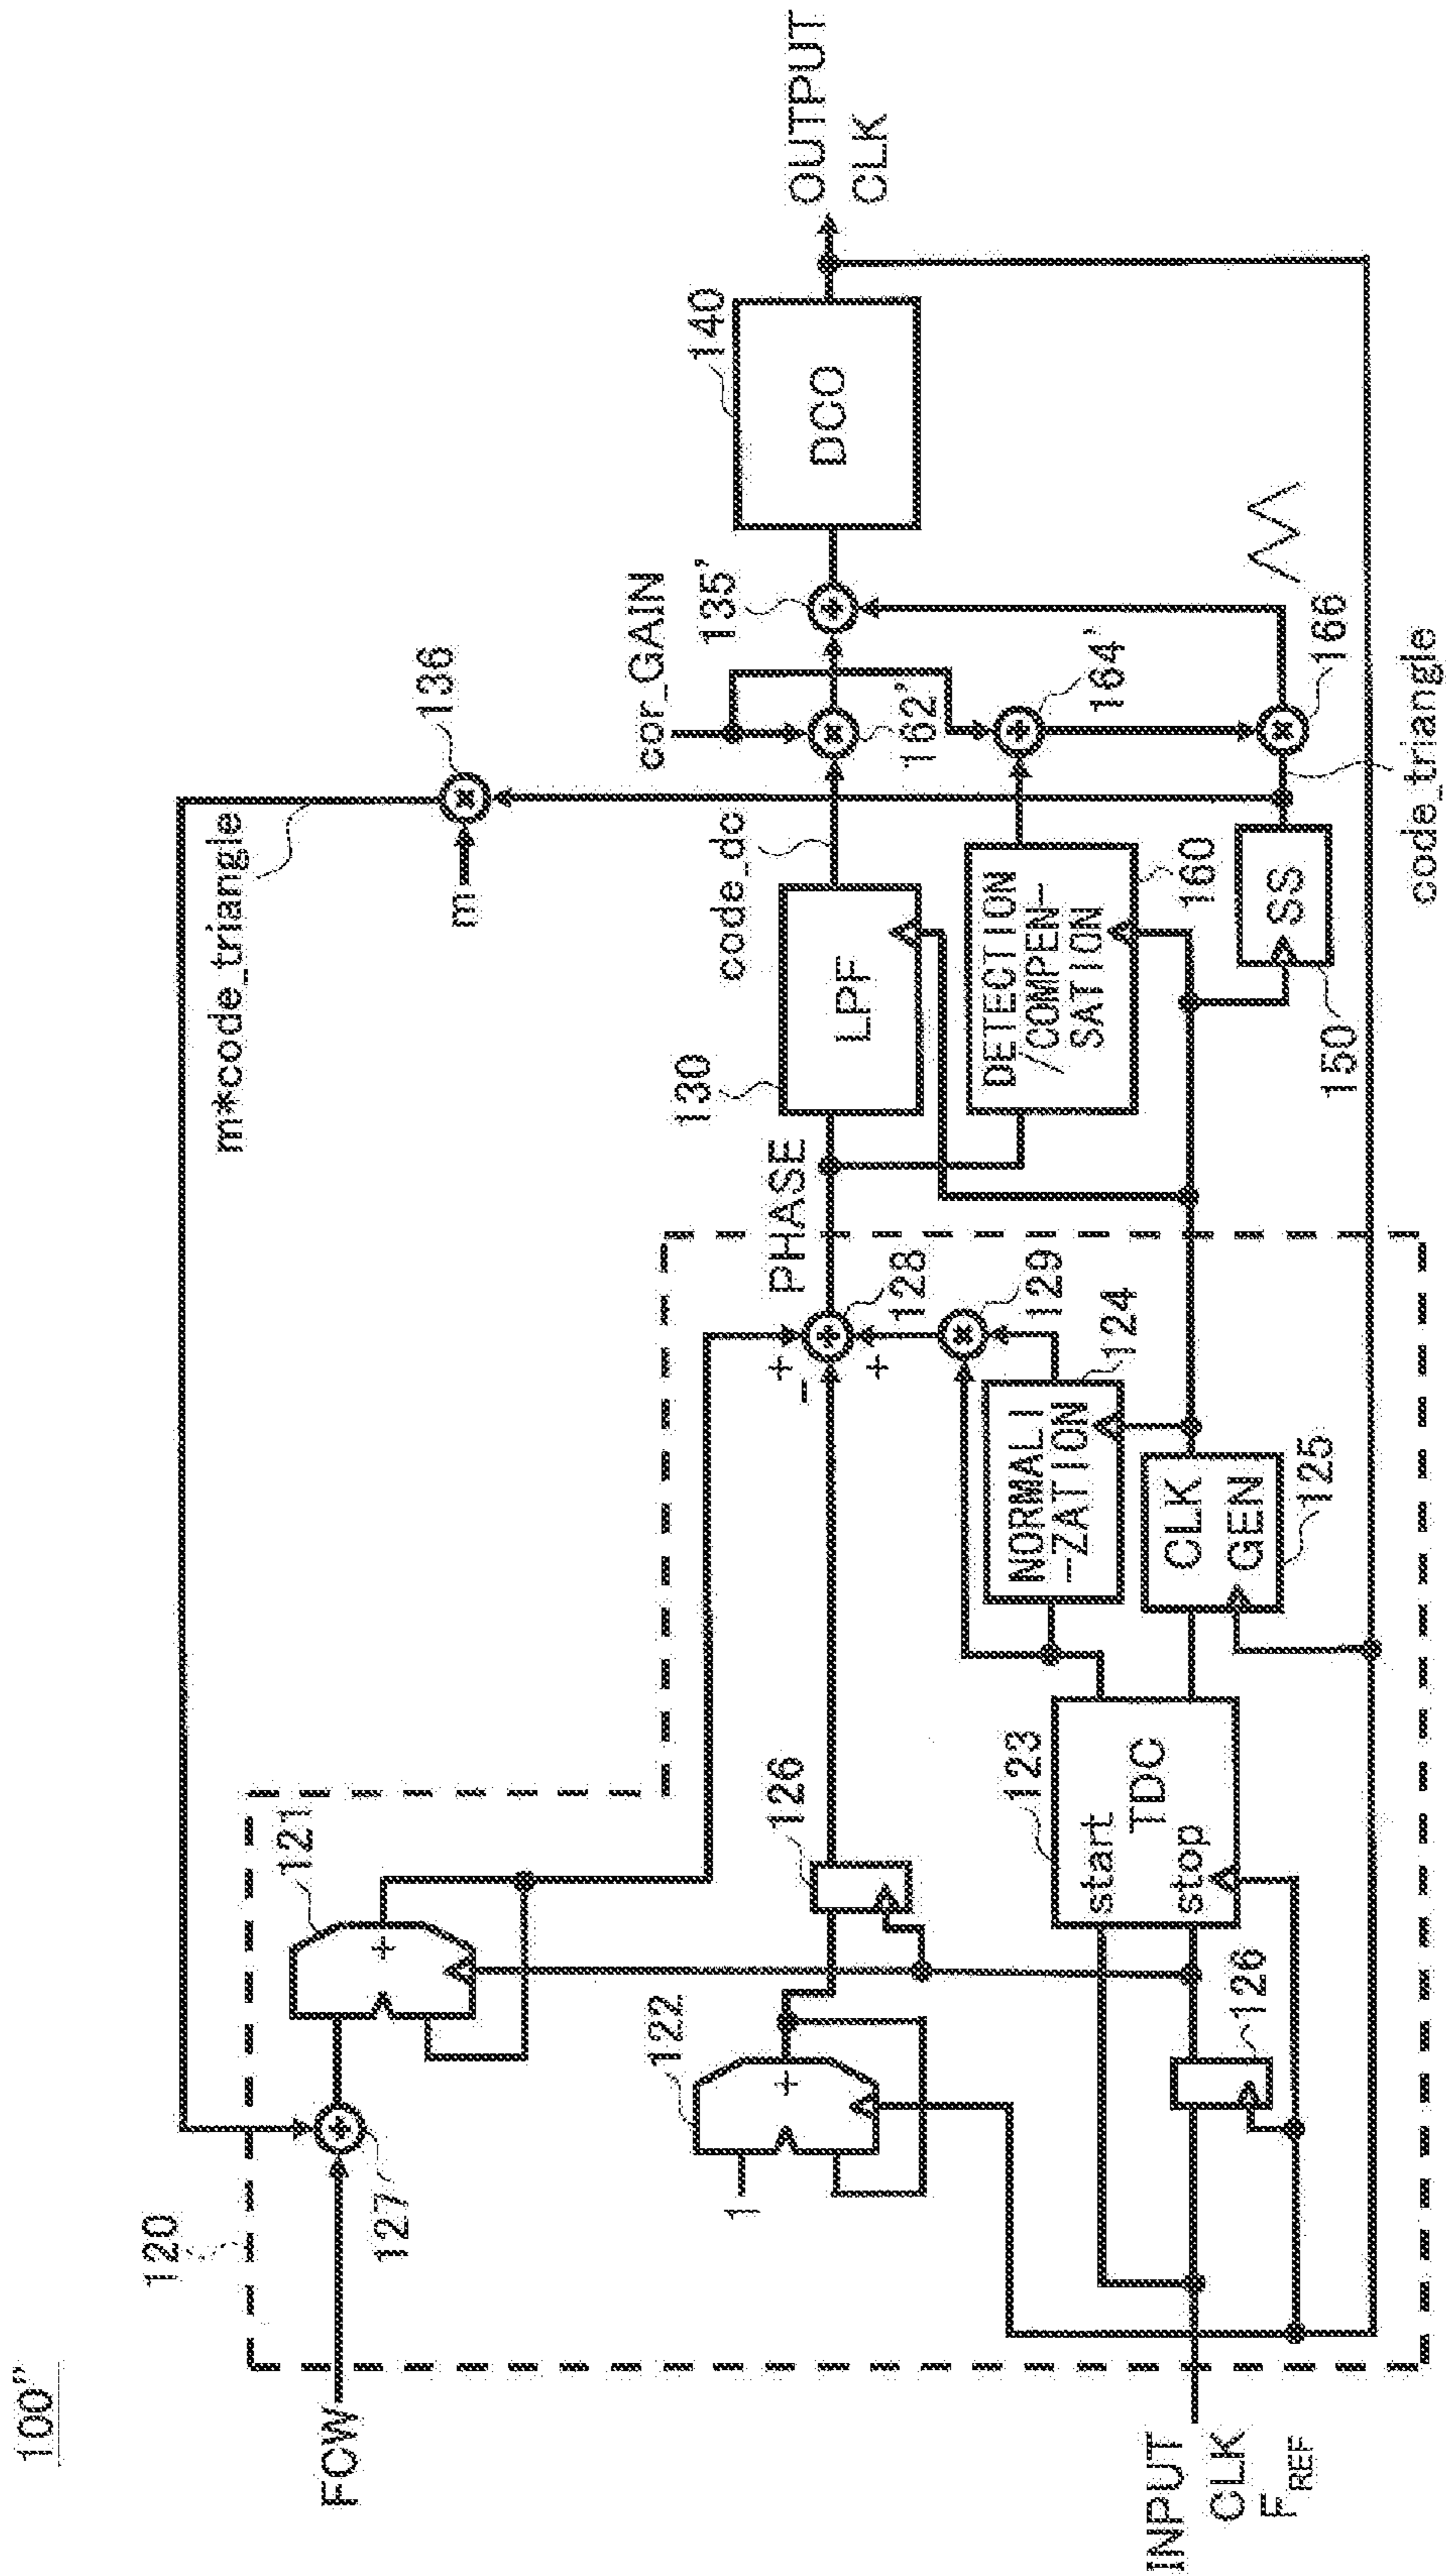 100"
120
FCW
127
121
m*code_triangle
m
136
122
1
126
PHASE
130
LPF
code_dc
cor_GAIN
162'
135'
140
DCO
OUTPUT
CLK
+
-
+
128
129
NORMALI
-ZATION
124
DETECTION
/COMPEN-
SATION
160
164'
123
start
TDC
stop
CLK
GEN
125
150
SS
166
code_triangle
126
INPUT
CLK
FREF